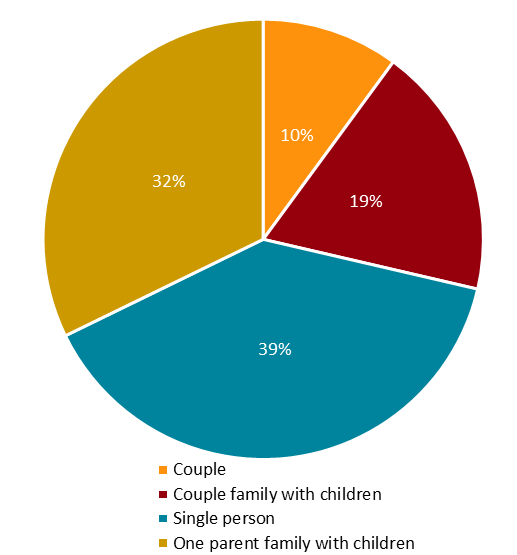 10%
32%
19%
39%
Couple
Couple family with children
Single person
One parent family with children